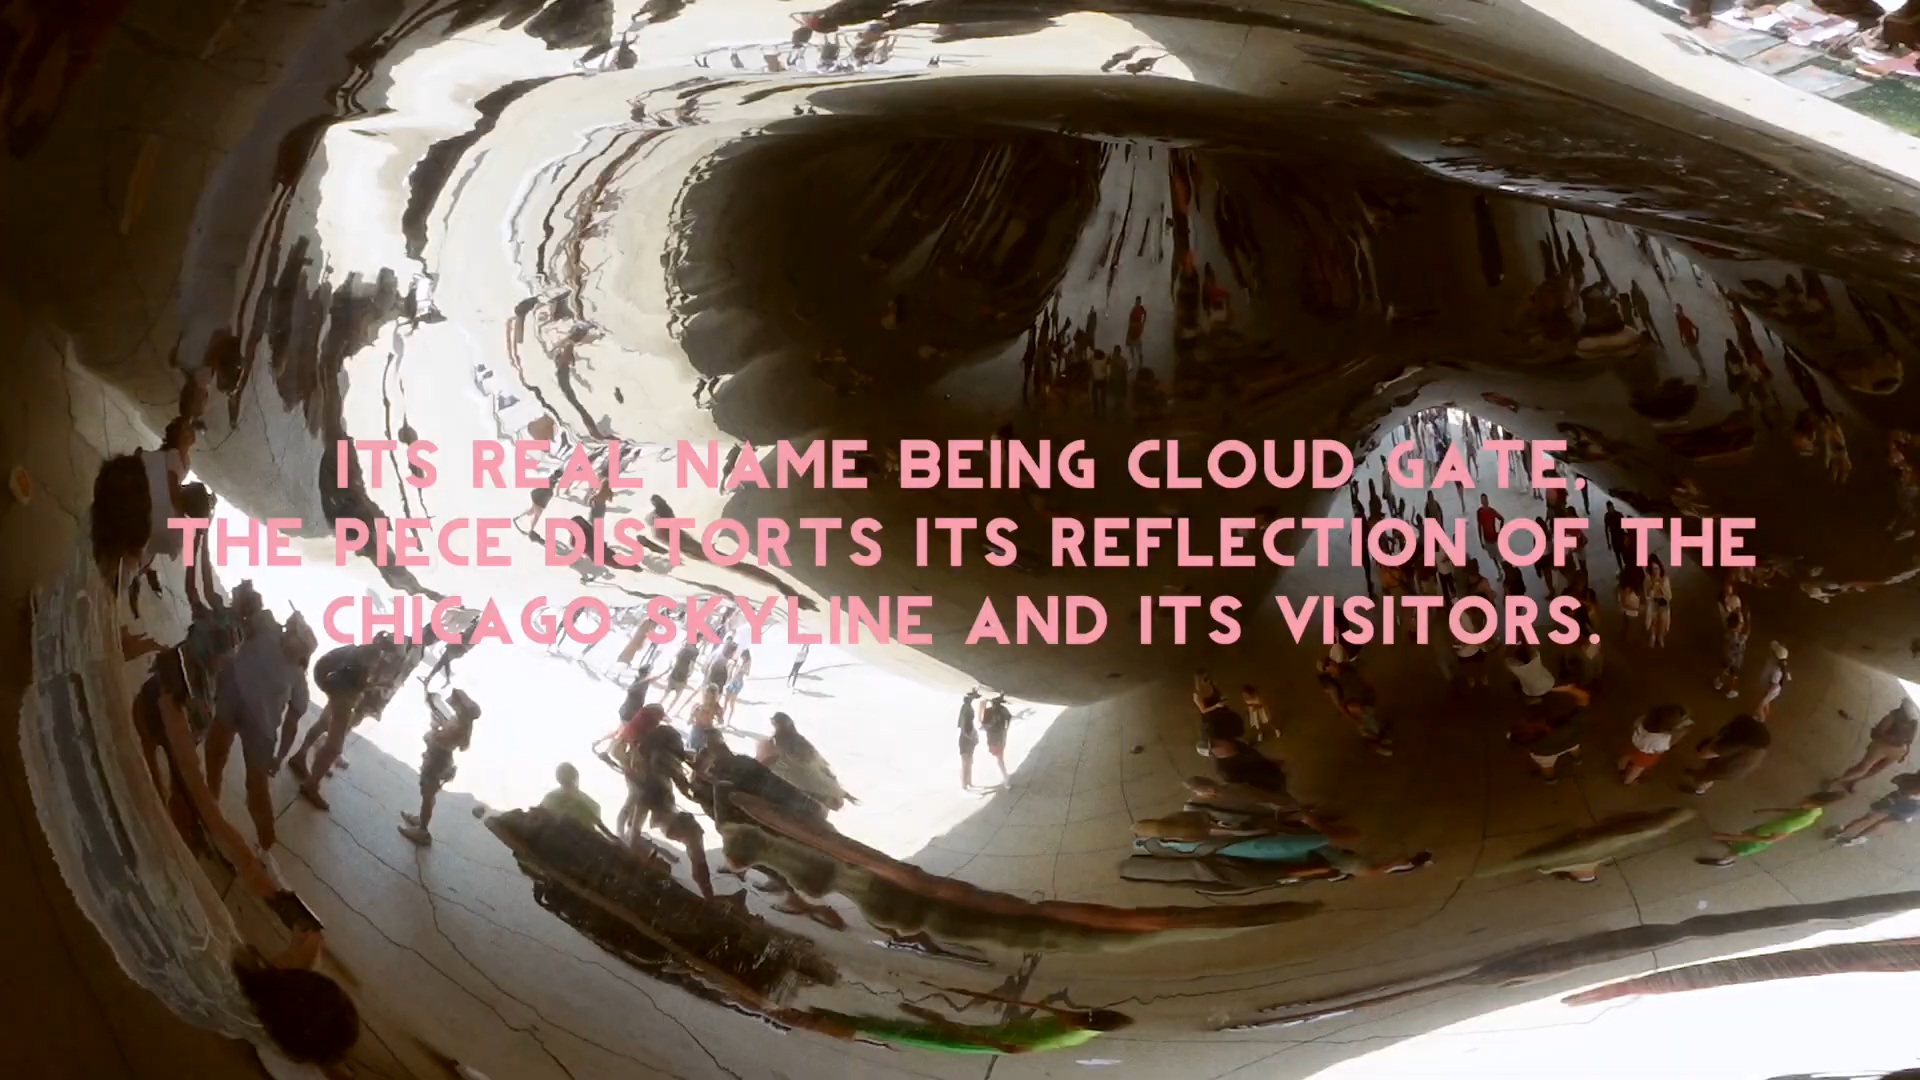 ITS REAL NAME BEING CLOUD GATE,
THE PIECE DISTORTS ITS REFLECTION OF THE
CHICAGO SKYLINE AND ITS VISITORS.